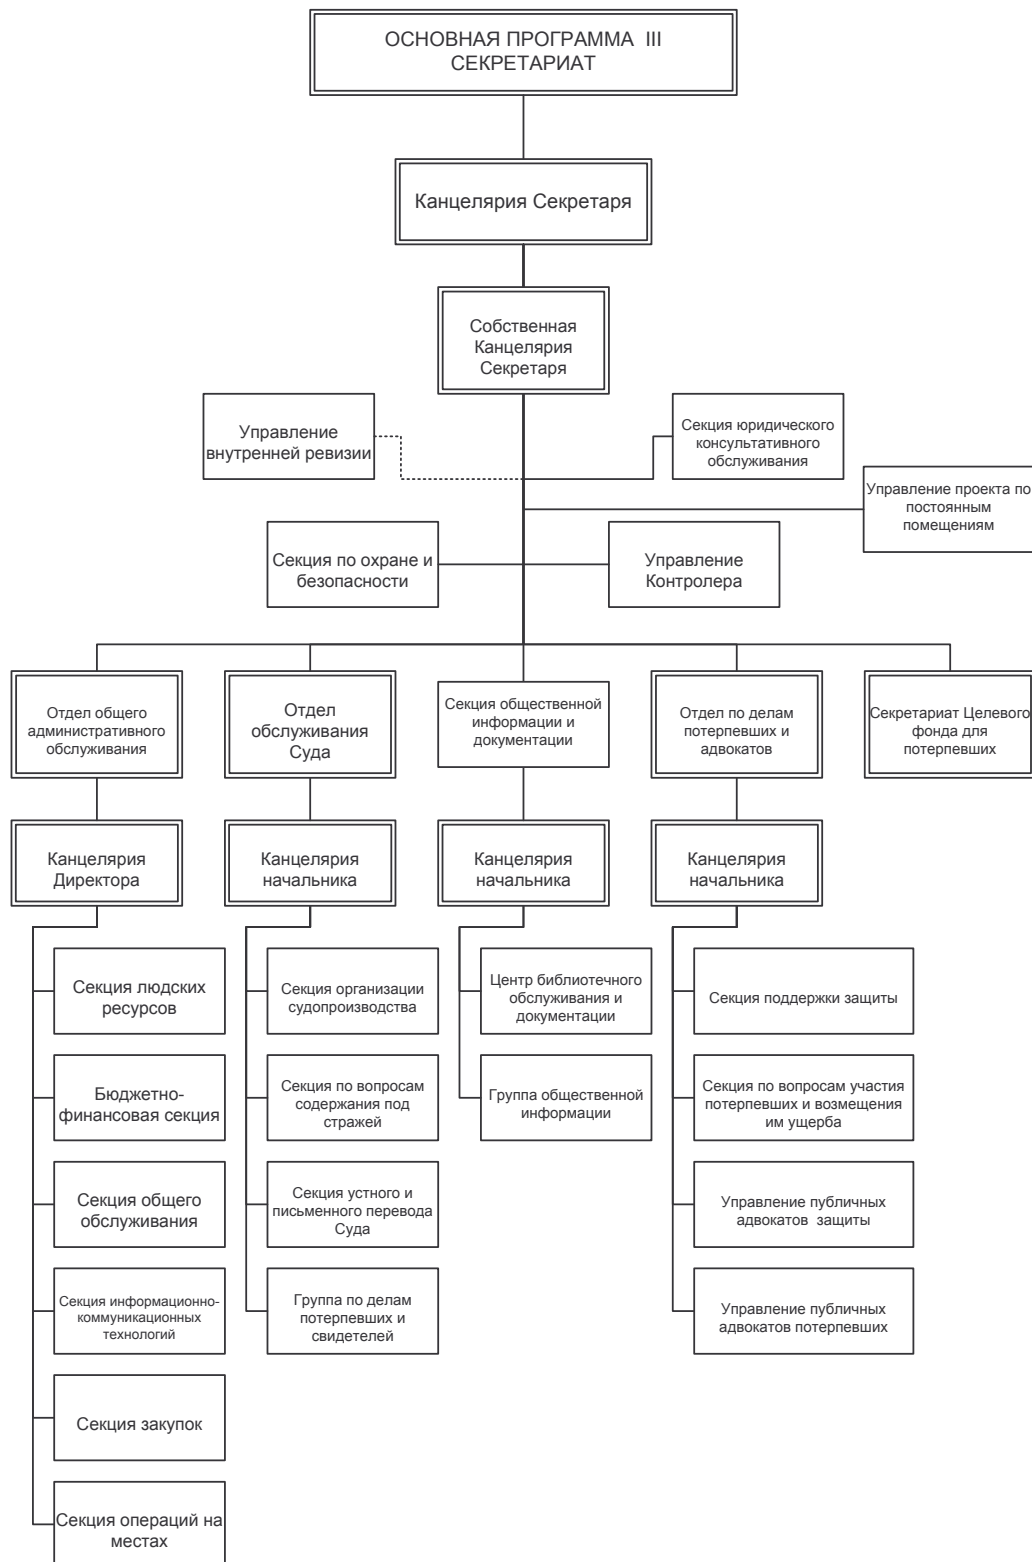 ОСНОВНАЯ ПРОГРАММА III
СЕКРЕТАРИАТ
Канцелярия Секретаря
Собственная
Канцелярия
Секретаря
Управление
внутренней ревизии
Секция юридического
консультативного
обслуживания
Управление проекта по
постоянным
помещениям
Секция по охране и
безопасности
Управление
Контролера
Отдел общего
административного
обслуживания
Отдел
обслуживания
Суда
Секция общественной
информации и
документации
Отдел по делам
потерпевших и
адвокатов
Секретариат Целевого
фонда для
потерпевших
Канцелярия
Директора
Канцелярия
начальника
Канцелярия
начальника
Канцелярия
начальника
Секция людских
ресурсов
Бюджетно-
финансовая секция
Секция общего
обслуживания
Секция информационно-
коммуникационных
технологий
Секция закупок
Секция операций на
местах
Секция организации
судопроизводства
Секция по вопросам
содержания под
стражей
Секция устного и
письменного перевода
Суда
Группа по делам
потерпевших и
свидетелей
Центр библиотечного
обслуживания и
документации
Группа общественной
информации
Секция поддержки защиты
Секция по вопросам участия
потерпевших и возмещения
им ущерба
Управление публичных
адвокатов защиты
Управление публичных
адвокатов потерпевших